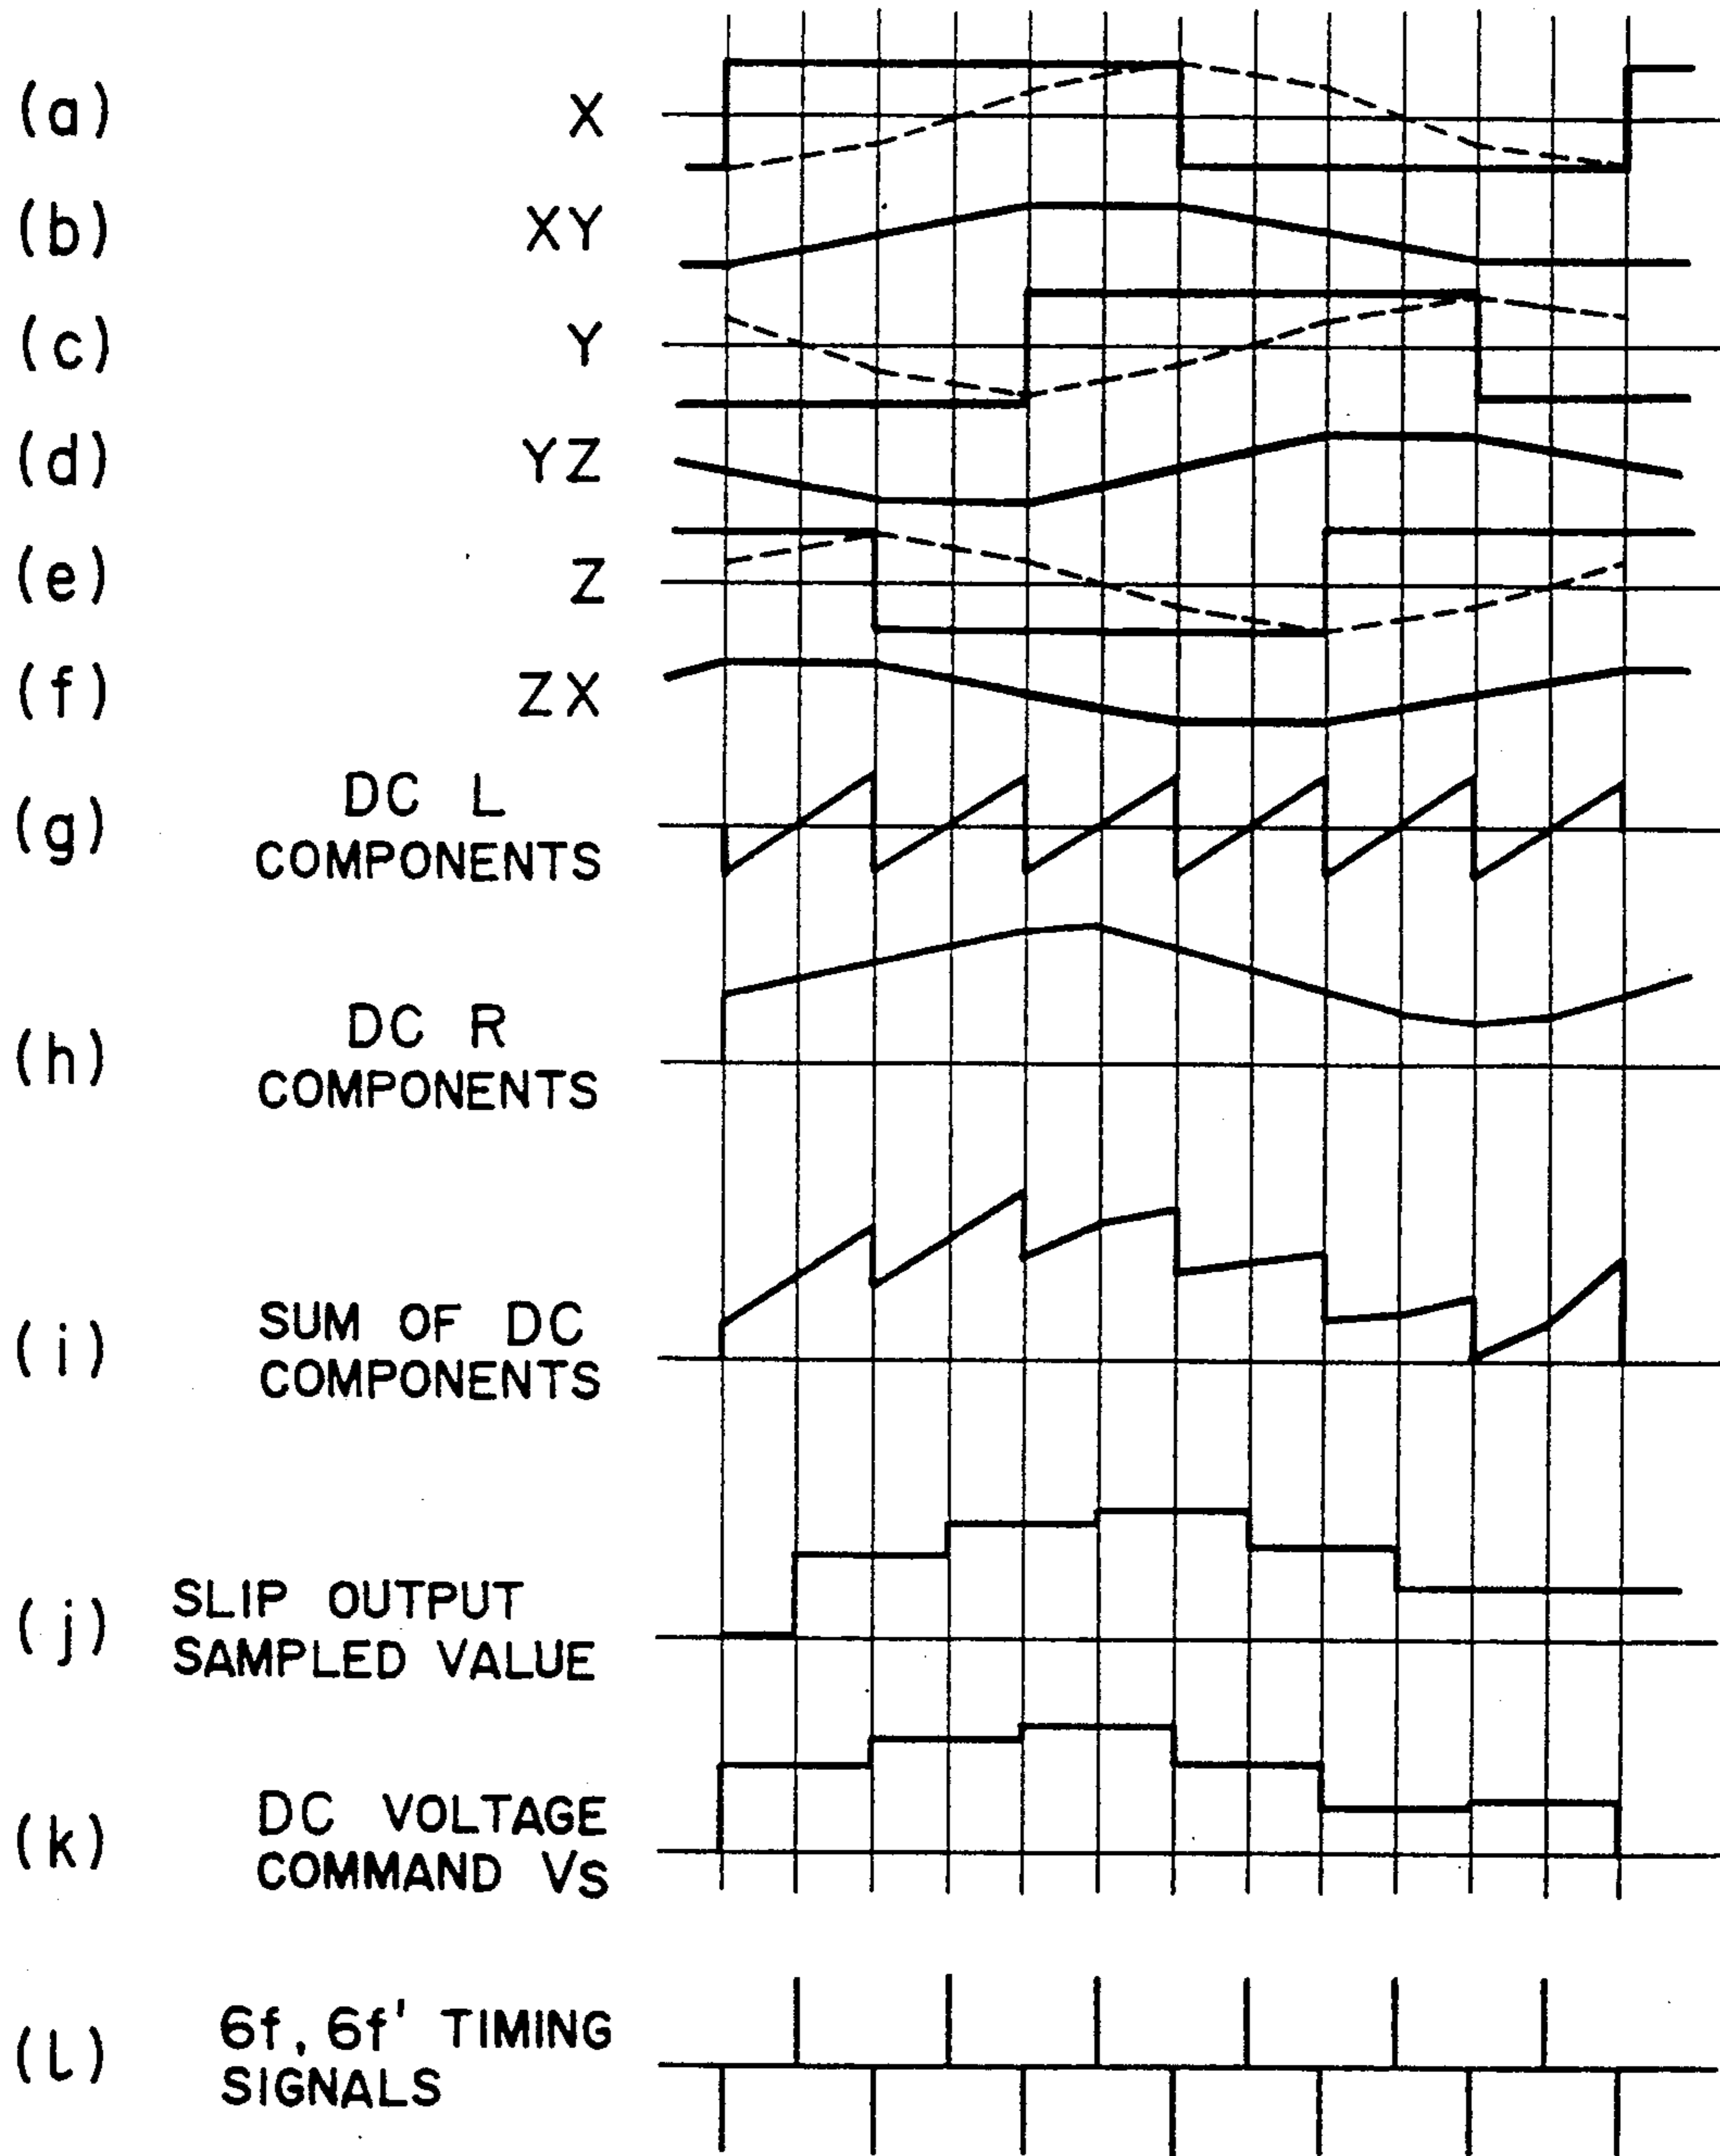 (a) X
(b) XY
(c) Y
(d) YZ
(e) Z
(f) ZX
(g) DC L
COMPONENTS
(h) DC R
COMPONENTS
(i) SUM OF DC
COMPONENTS
(j) SLIP OUTPUT
SAMPLED VALUE
(k) DC VOLTAGE
COMMAND Vs
(l) 6f, 6f' TIMING
SIGNALS